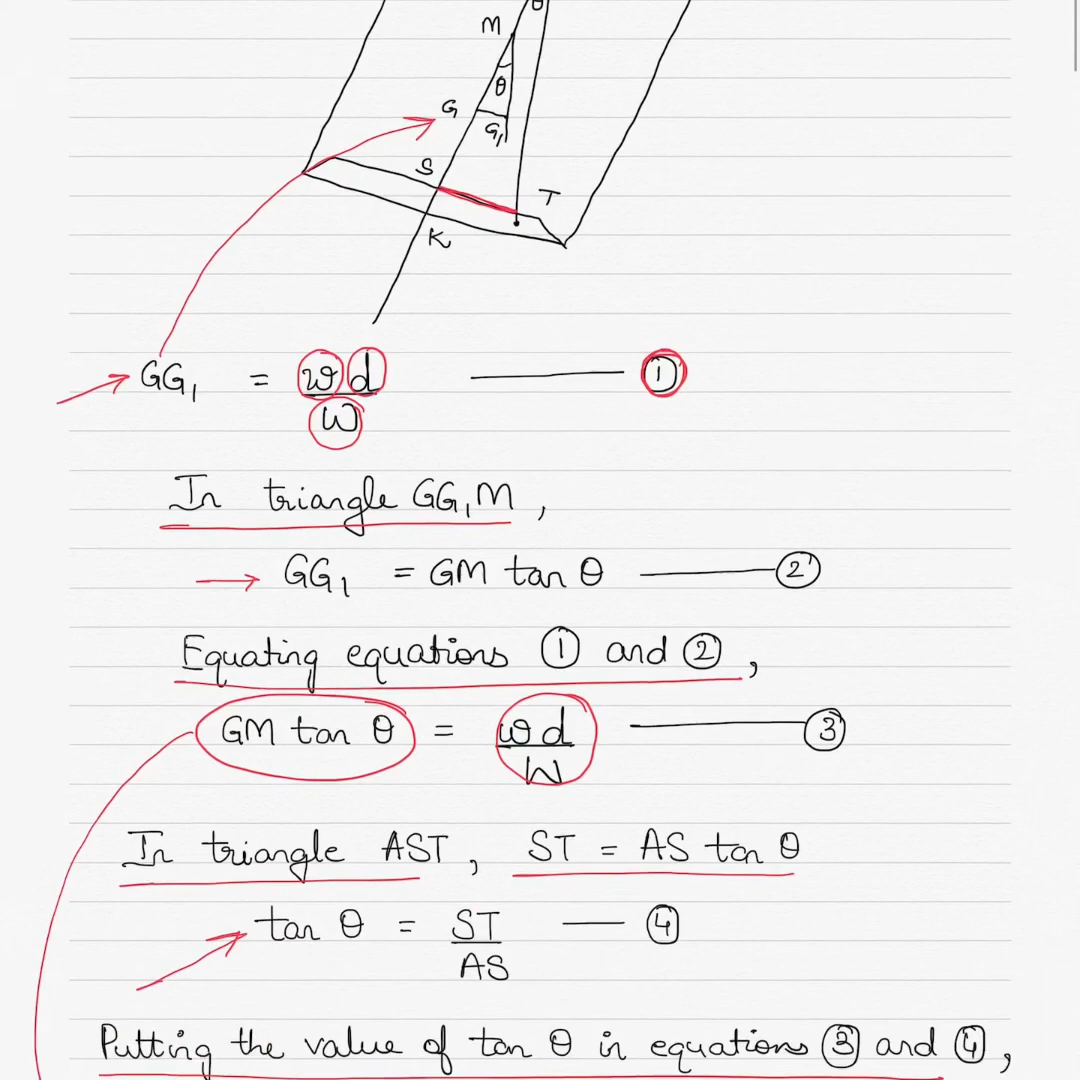 θ
M
θ
G
G₁
S
T
K
GG₁ = wd/W ——— ①
In triangle GG₁M,
→ GG₁ = GM tan θ ——— ②
Equating equations ① and ②,
GM tan θ = wd/W ——— ③
In triangle AST, ST = AS tan θ
tan θ = ST/AS — ④
Putting the value of tan θ in equations ③ and ④,